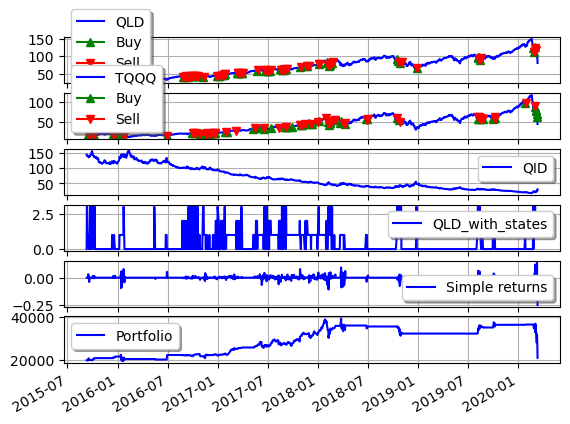 QLD
Buy
Sell
150
100
50
TQQQ
Buy
Sell
100
50
150
100
50
QID
2.5
0.0
QLD_with_states
0.00
−0.25
Simple returns
40000
20000
Portfolio
2015-07
2016-01
2016-07
2017-01
2017-07
2018-01
2018-07
2019-01
2019-07
2020-01